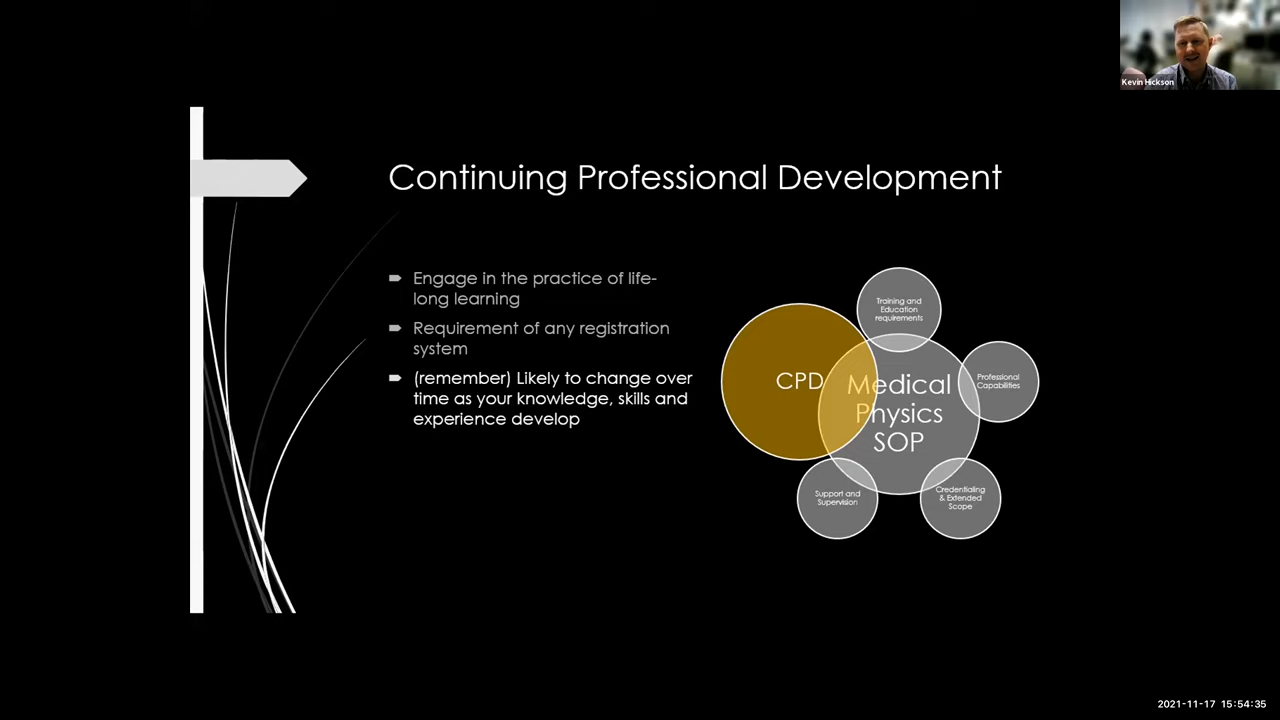 Kevin Hickson
Continuing Professional Development
Engage in the practice of life-
long learning
Requirement of any registration
system
(remember) Likely to change over
time as your knowledge, skills and
experience develop
Training and
Education
requirements
CPD
Medical
Physics
SOP
Professional
Capabilities
Support and
Supervision
Credentialing
& Extended
Scope
2021-11-17 15:54:35